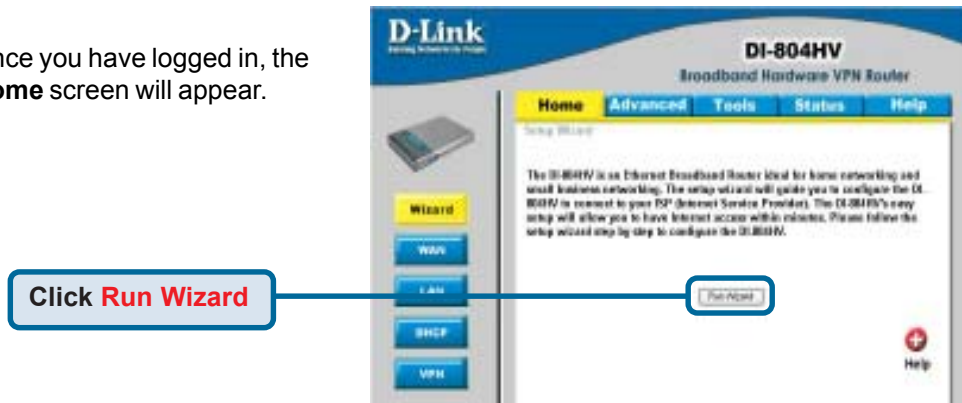 nce you have logged in, the
ome screen will appear.
Click Run Wizard
D-Link
Building Networks for People
DI-804HV
Broadband Hardware VPN Router
Home Advanced Tools Status Help
Setup Wizard
The DI-804HV is an Ethernet Broadband Router ideal for home networking and
small business networking. The setup wizard will guide you to configure the DI-
804HV to connect to your ISP (Internet Service Provider). The DI-804HV's easy
setup will allow you to have Internet access within minutes. Please follow the
setup wizard step by step to configure the DI-804HV.
Run Wizard
Wizard
WAN
LAN
DHCP
VPN
Help